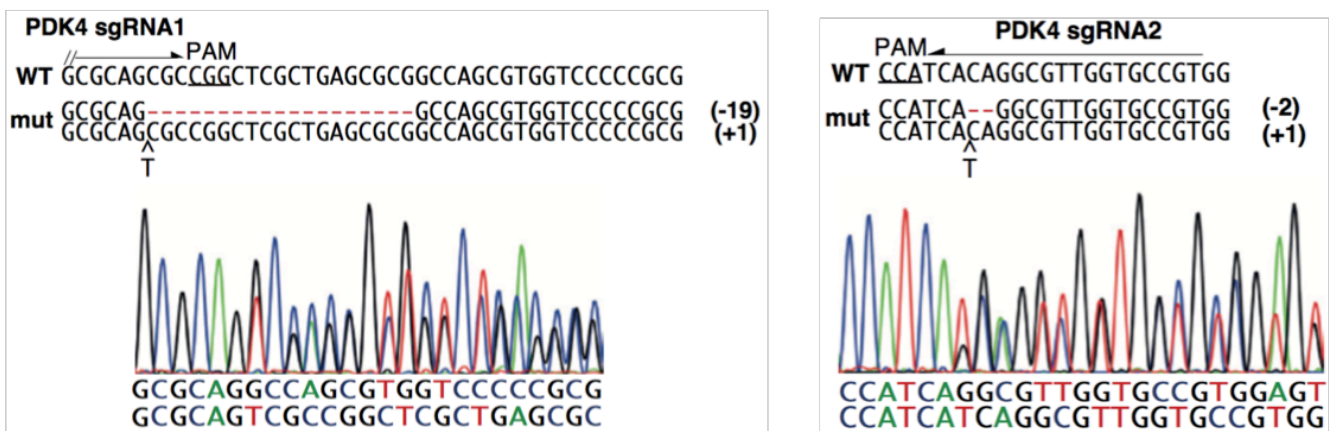 PDK4 sgRNA1
PAM
WT GCGCAGCGCCGGCTCGCTGAGCGCGGCCAGCGTGGTCCCCCGCG
mut GCGCAG-------------------GCCAGCGTGGTCCCCCGCG (-19)
GCGCAGCGCCGGCTCGCTGAGCGCGGCCAGCGTGGTCCCCCGCG (+1)
T
GCGCAGGCCAGCGTGGTCCCCCGCG
GCGCAGTCGCCGGCTCGCTGAGCGC
PDK4 sgRNA2
PAM
WT CCATCACAGGCGTTGGTGCCGTGG
mut CCATCA--GGCGTTGGTGCCGTGG (-2)
CCATCACAGGCGTTGGTGCCGTGG (+1)
T
CCATCAGGCGTTGGTGCCGTGGAGT
CCATCATCAGGCGTTGGTGCCGTGG